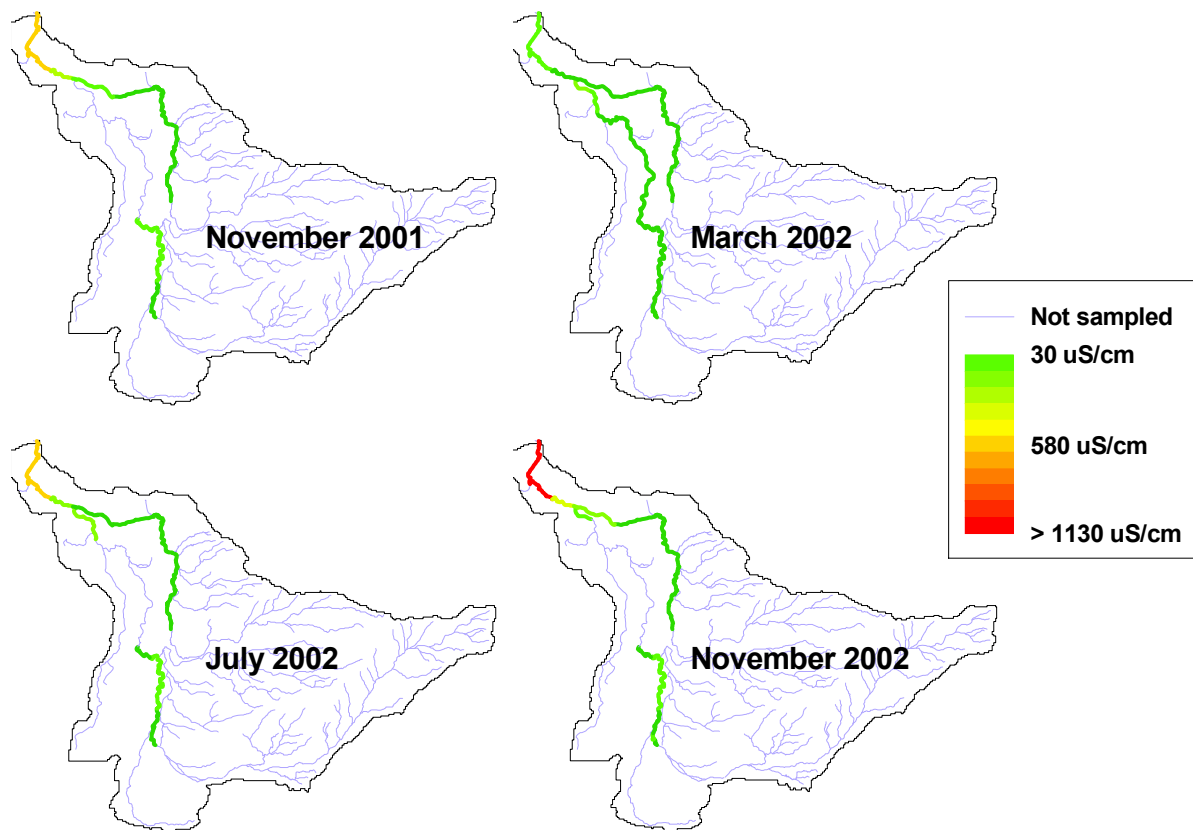 November 2001
March 2002
Not sampled
30 uS/cm
580 uS/cm
> 1130 uS/cm
July 2002
November 2002